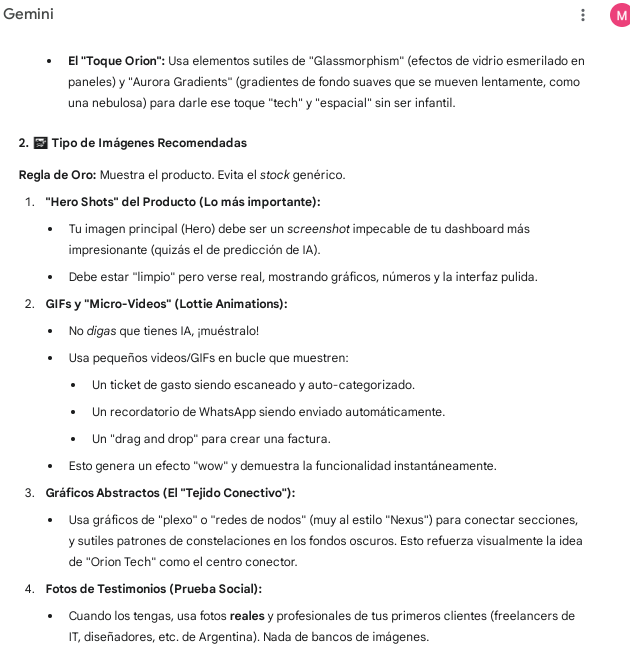 Gemini
M
El "Toque Orion": Usa elementos sutiles de "Glassmorphism" (efectos de vidrio esmerilado en
paneles) y "Aurora Gradients" (gradientes de fondo suaves que se mueven lentamente, como
una nebulosa) para darle ese toque "tech" y "espacial" sin ser infantil.
2. Tipo de Imágenes Recomendadas
Regla de Oro: Muestra el producto. Evita el stock genérico.
1. "Hero Shots" del Producto (Lo más importante):
Tu imagen principal (Hero) debe ser un screenshot impecable de tu dashboard más
impresionante (quizás el de predicción de IA).
Debe estar "limpio" pero verse real, mostrando gráficos, números y la interfaz pulida.
2. GIFs y "Micro-Videos" (Lottie Animations):
No digas que tienes IA, ¡muéstralo!
Usa pequeños videos/GIFs en bucle que muestren:
Un ticket de gasto siendo escaneado y auto-categorizado.
Un recordatorio de WhatsApp siendo enviado automáticamente.
Un "drag and drop" para crear una factura.
Esto genera un efecto "wow" y demuestra la funcionalidad instantáneamente.
3. Gráficos Abstractos (El "Tejido Conectivo"):
Usa gráficos de "plexo" o "redes de nodos" (muy al estilo "Nexus") para conectar secciones,
y sutiles patrones de constelaciones en los fondos oscuros. Esto refuerza visualmente la idea
de "Orion Tech" como el centro conector.
4. Fotos de Testimonios (Prueba Social):
Cuando los tengas, usa fotos reales y profesionales de tus primeros clientes (freelancers de
IT, diseñadores, etc. de Argentina). Nada de bancos de imágenes.